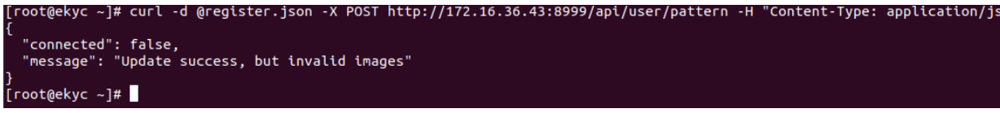 [root@ekyc ~]# curl -d @register.json -X POST http://172.16.36.43:8999/api/user/pattern -H "Content-Type: application/js
{
  "connected": false,
  "message": "Update success, but invalid images"
}
[root@ekyc ~]#